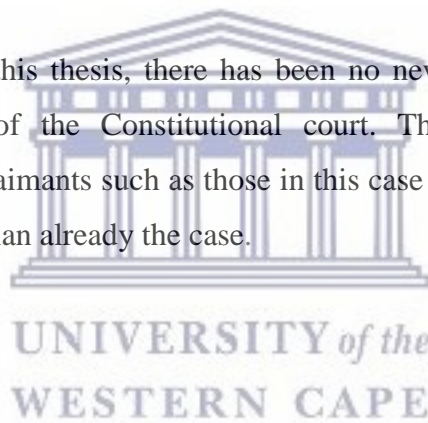 this thesis, there has been no nev
of the Constitutional court. Th
aimants such as those in this case
an already the case.
UNIVERSITY of the
WESTERN CAPE